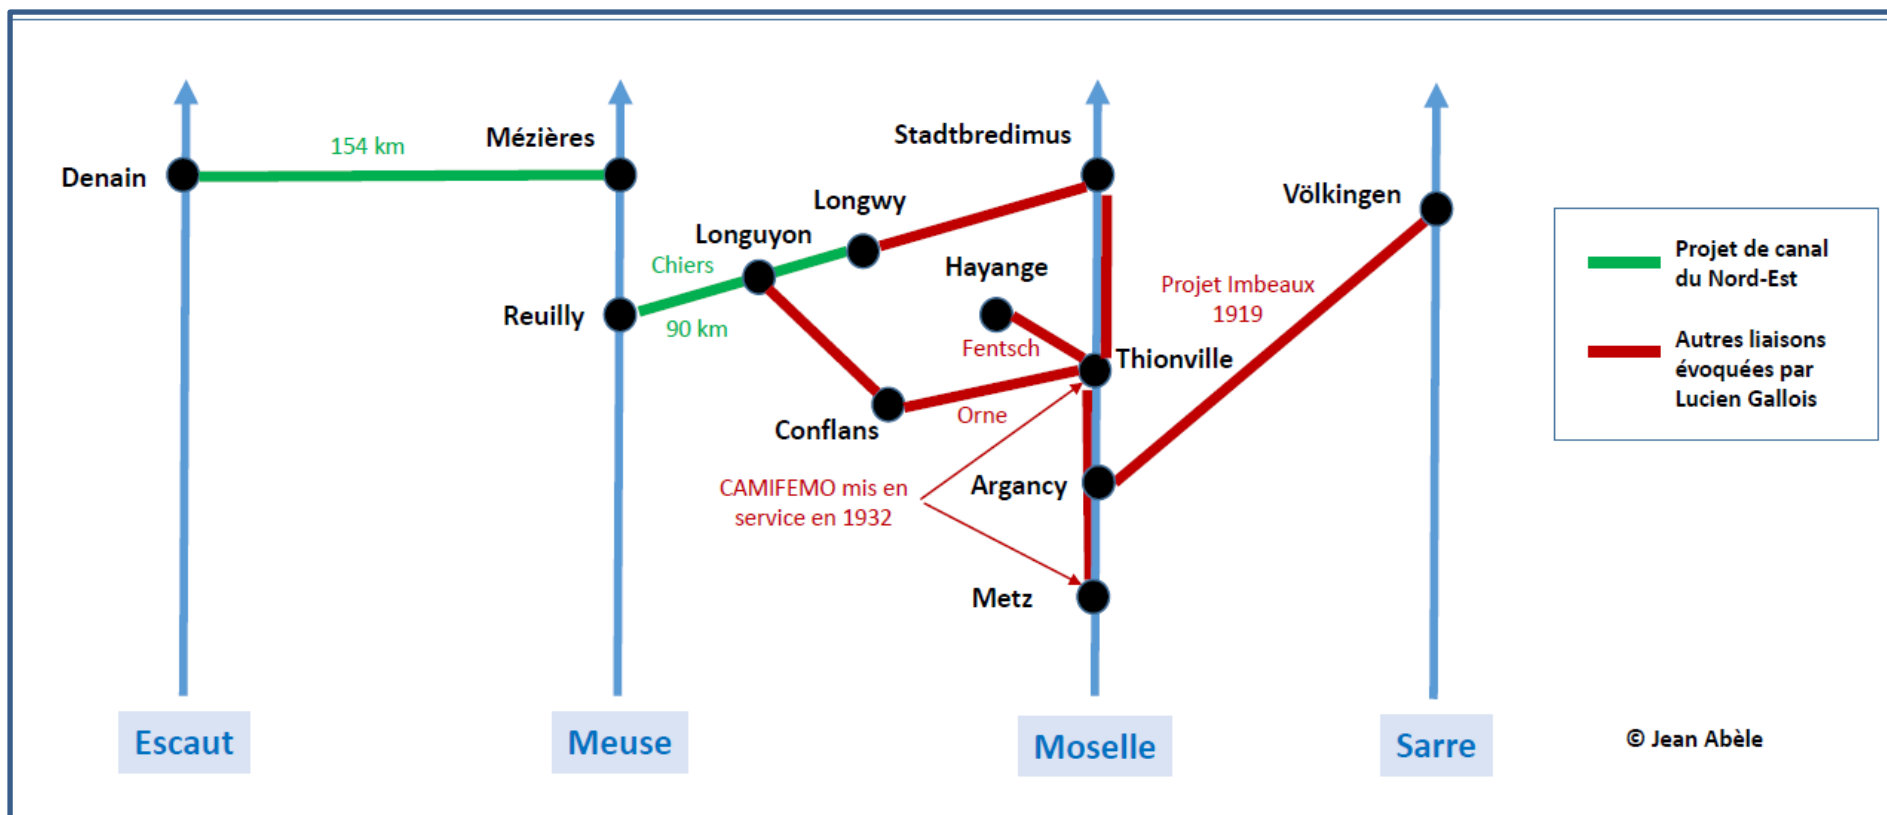 154 km
Mézières
Denain
Stadtbredimus
Longwy
Völkingen
Longuyon
Chiers
Hayange
Reuilly
90 km
Fentsch
Thionville
Projet Imbeaux
1919
Conflans
Orne
CAMIFEMO mis en
service en 1932
Argancy
Metz
Projet de canal
du Nord-Est
Autres liaisons
évoquées par
Lucien Gallois
Escaut
Meuse
Moselle
Sarre
© Jean Abèle